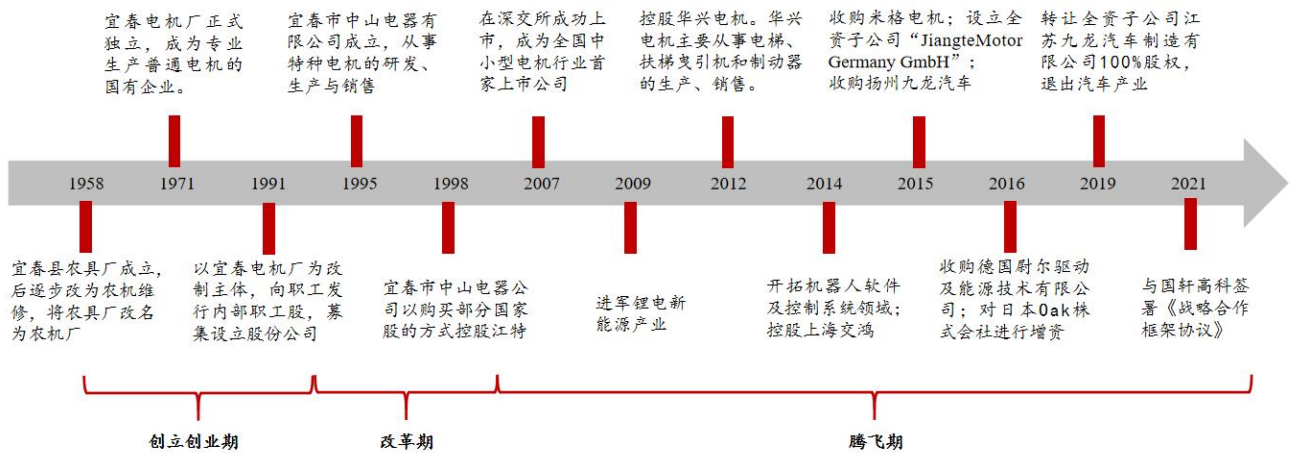 宜春电机厂正式
独立，成为专业
生产普通电机的
国有企业。
宜春市中山电器有
限公司成立，从事
特种电机的研发、
生产与销售
在深交所成功上
市，成为全国中
小型电机行业首
家上市公司
控股华兴电机。华兴
电机主要从事电梯、
扶梯曳引机和制动器
的生产、销售。
收购米格电机；设立全
资子公司“JiangteMotor
Germany GmbH”；
收购扬州九龙汽车
转让全资子公司江
苏九龙汽车制造有
限公司100%股权，
退出汽车产业
1958 1971 1991 1995 1998 2007 2009 2012 2014 2015 2016 2019 2021
宜春县农具厂成立，
后逐步改为农机维
修，将农具厂改名
为农机厂
以宜春电机厂为改
制主体，向职工发
行内部职工股，募
集设立股份公司
宜春市中山电器公
司以购买部分国家
股的方式控股江特
进军锂电新
能源产业
开拓机器人软件
及控制系统领域；
控股上海交鸿
收购德国尉尔驱动
及能源技术有限公
司；对日本Oak株
式会社进行增资
与国轩高科签
署《战略合作
框架协议》
创立创业期
改革期
腾飞期